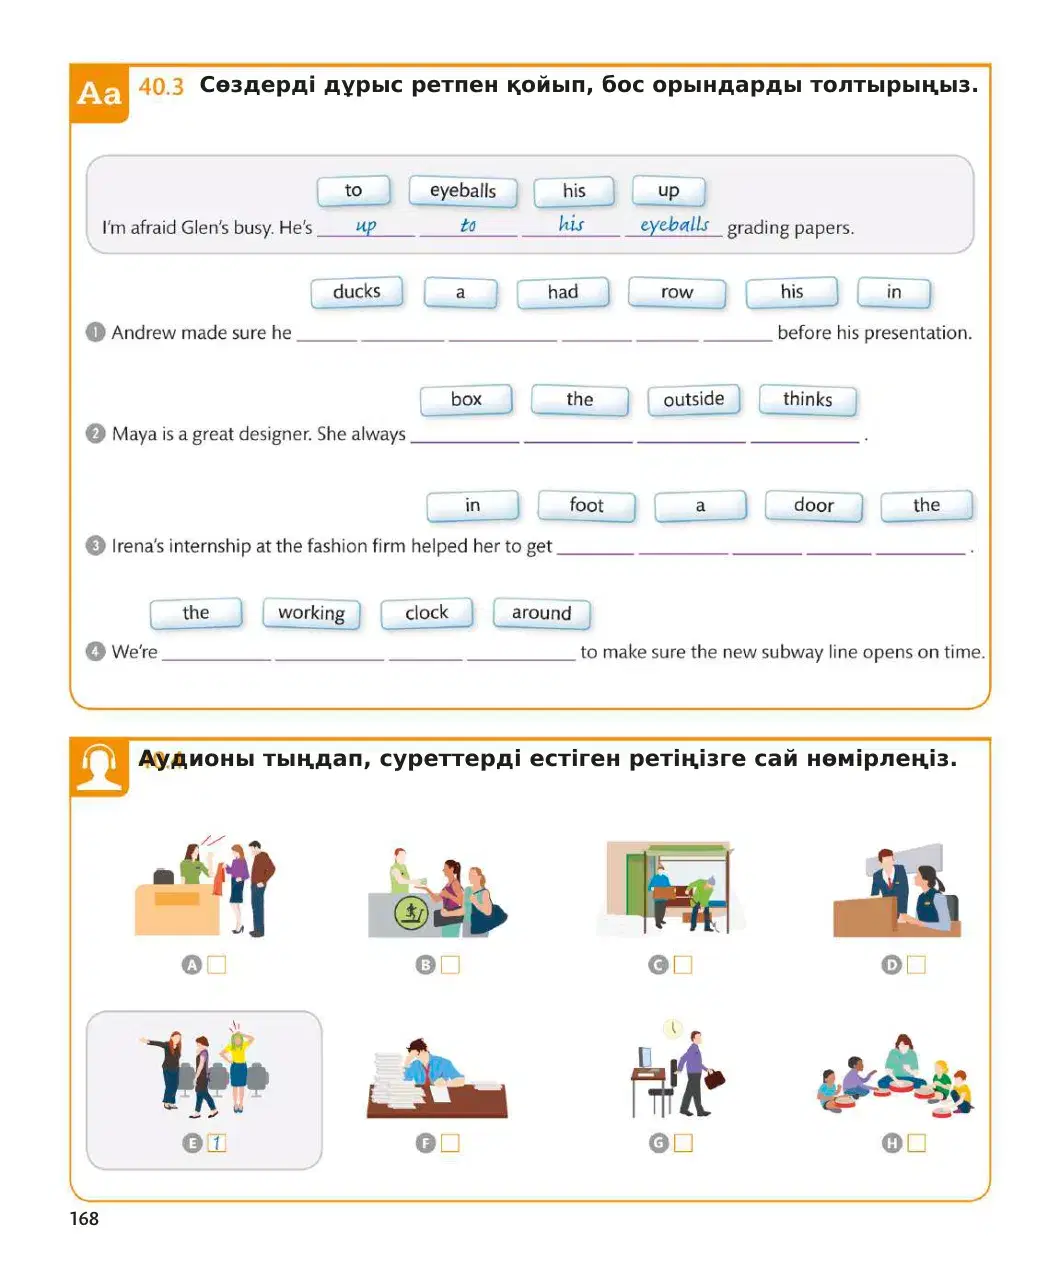 Aa 40.3 Сөздерді дұрыс ретпен қойып, бос орындарды толтырыңыз.
to eyeballs his up
I'm afraid Glen's busy. He's up to his eyeballs grading papers.
ducks a had row his in
1 Andrew made sure he ______ before his presentation.
box the outside thinks
2 Maya is a great designer. She always ______ .
in foot a door the
3 Irena's internship at the fashion firm helped her to get ______ .
the working clock around
4 We're ______ to make sure the new subway line opens on time.
Аудионы тыңдап, суреттерді естіген ретіңізге сай нөмірлеңіз.
A B C D
E 1 F G H
168